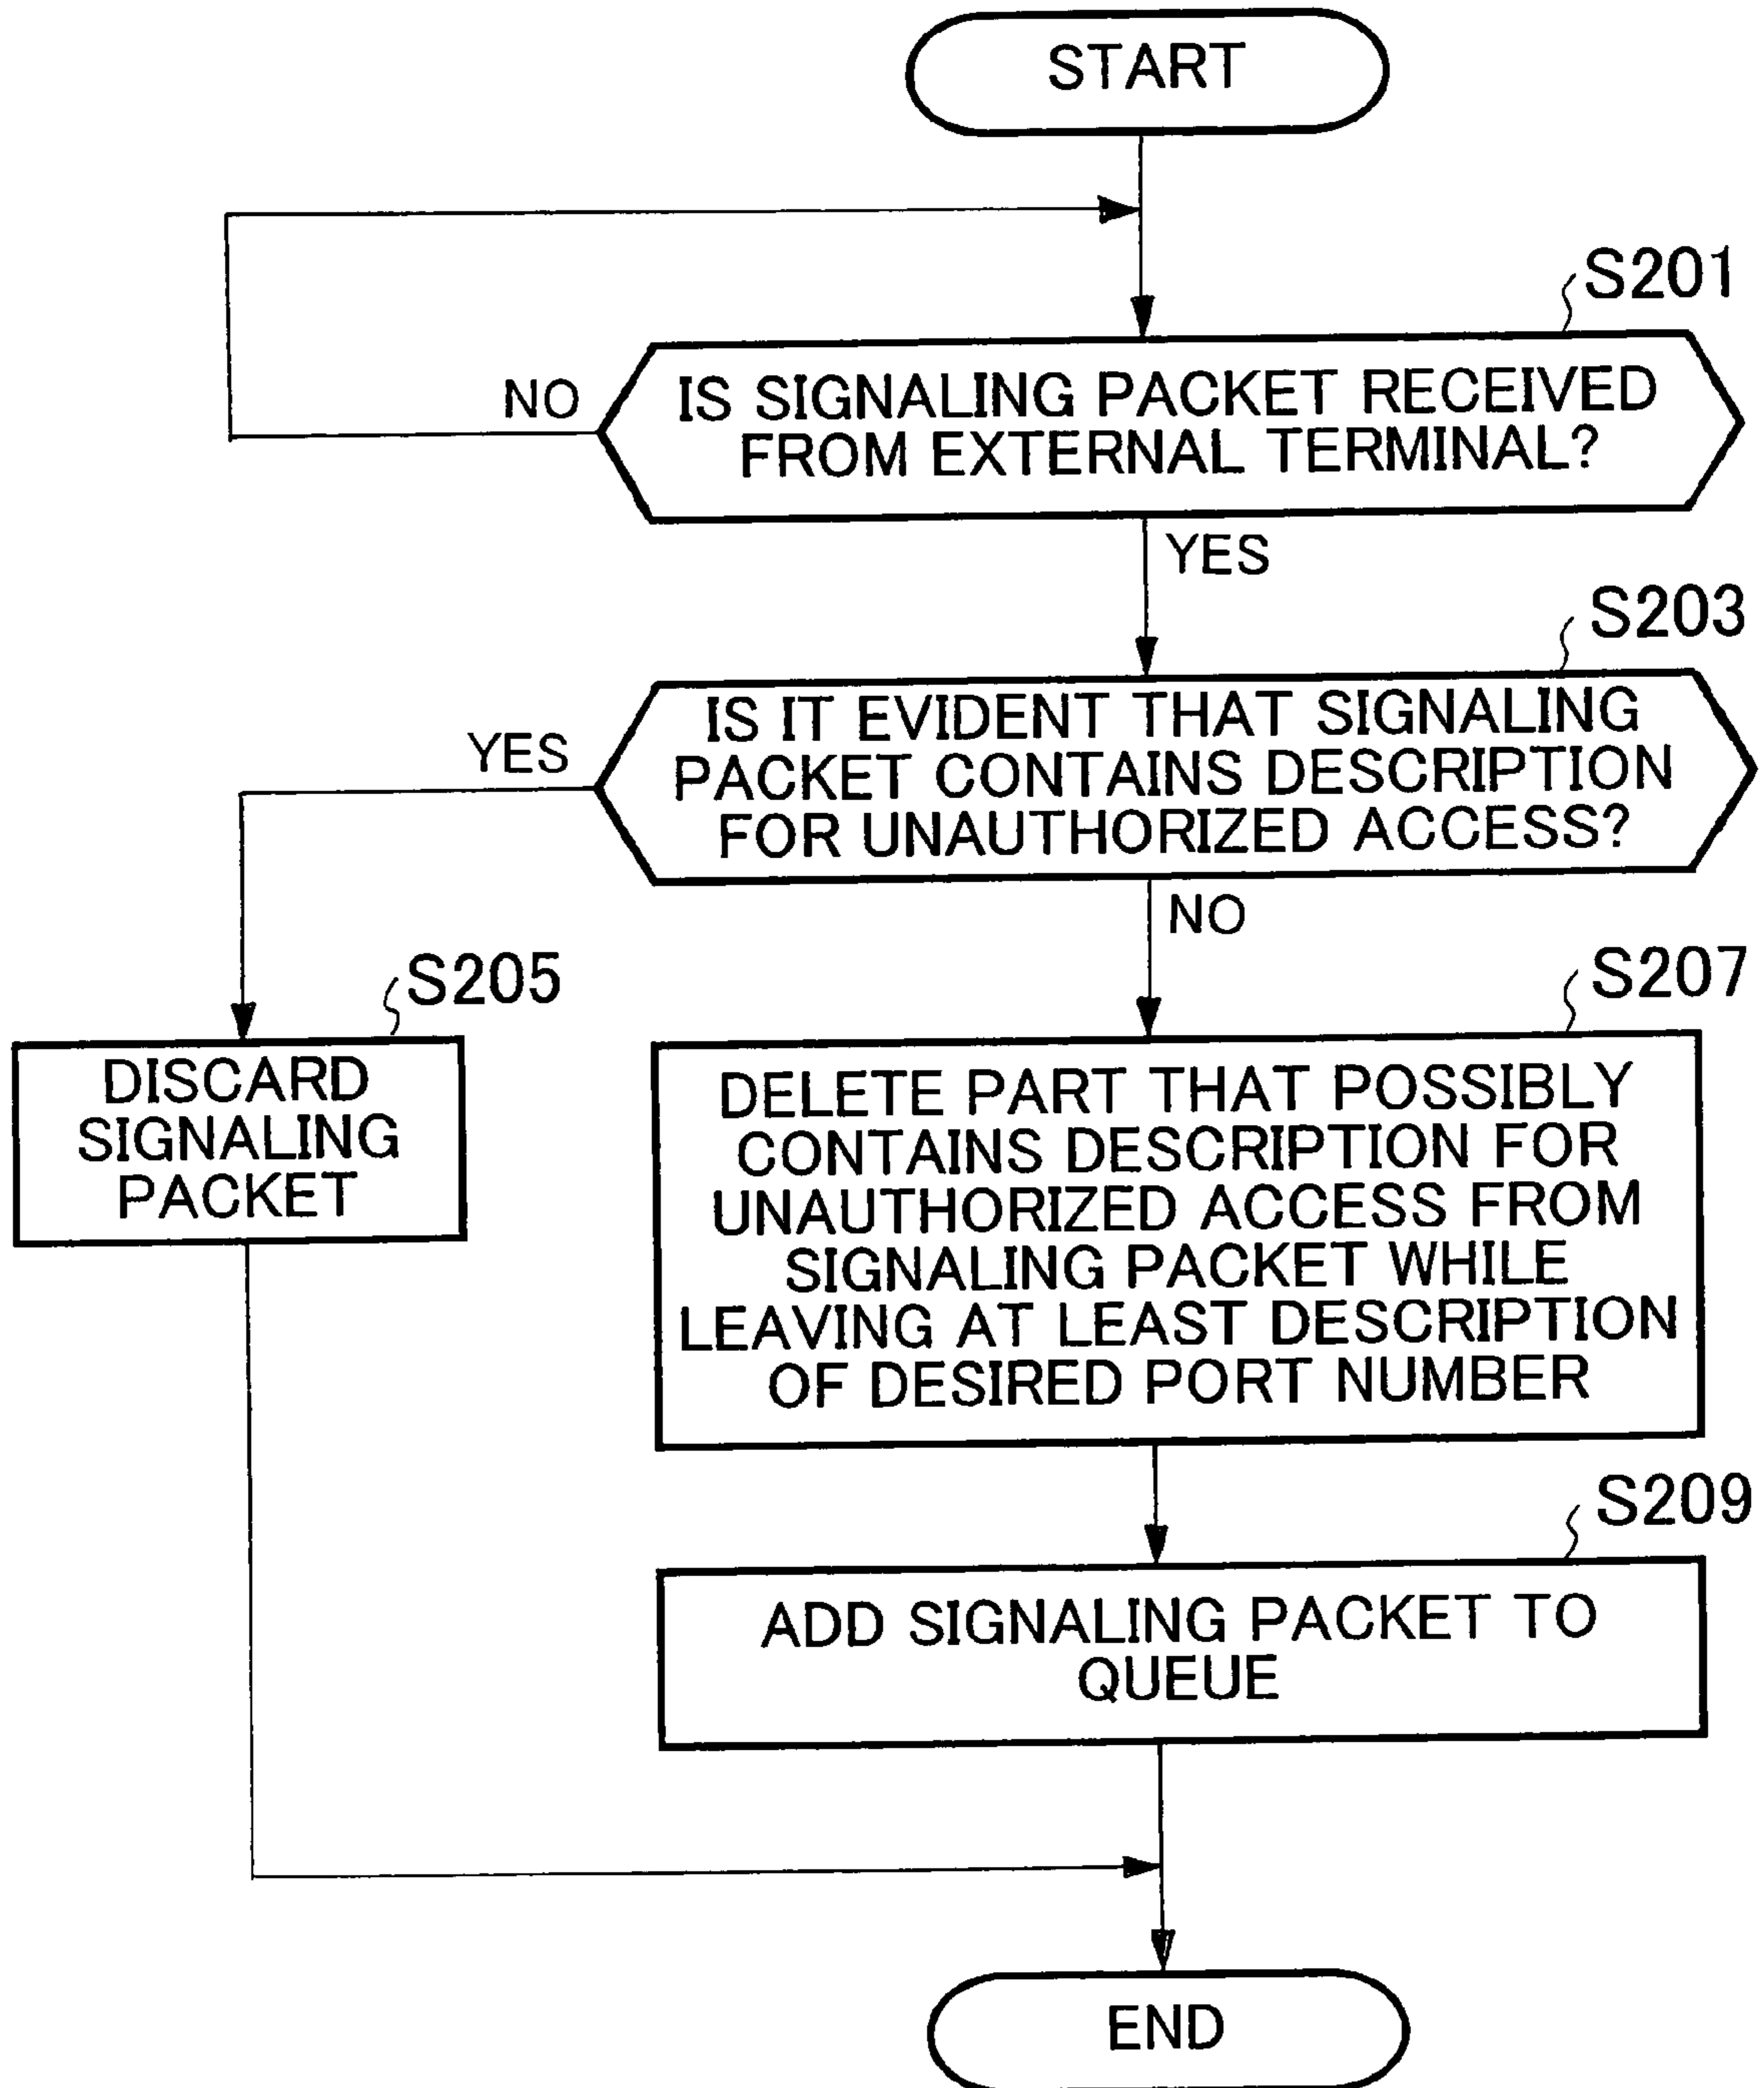 START
S201
IS SIGNALING PACKET RECEIVED
FROM EXTERNAL TERMINAL?
NO
YES
S203
IS IT EVIDENT THAT SIGNALING
PACKET CONTAINS DESCRIPTION
FOR UNAUTHORIZED ACCESS?
YES
NO
S205
DISCARD
SIGNALING
PACKET
S207
DELETE PART THAT POSSIBLY
CONTAINS DESCRIPTION FOR
UNAUTHORIZED ACCESS FROM
SIGNALING PACKET WHILE
LEAVING AT LEAST DESCRIPTION
OF DESIRED PORT NUMBER
S209
ADD SIGNALING PACKET TO
QUEUE
END